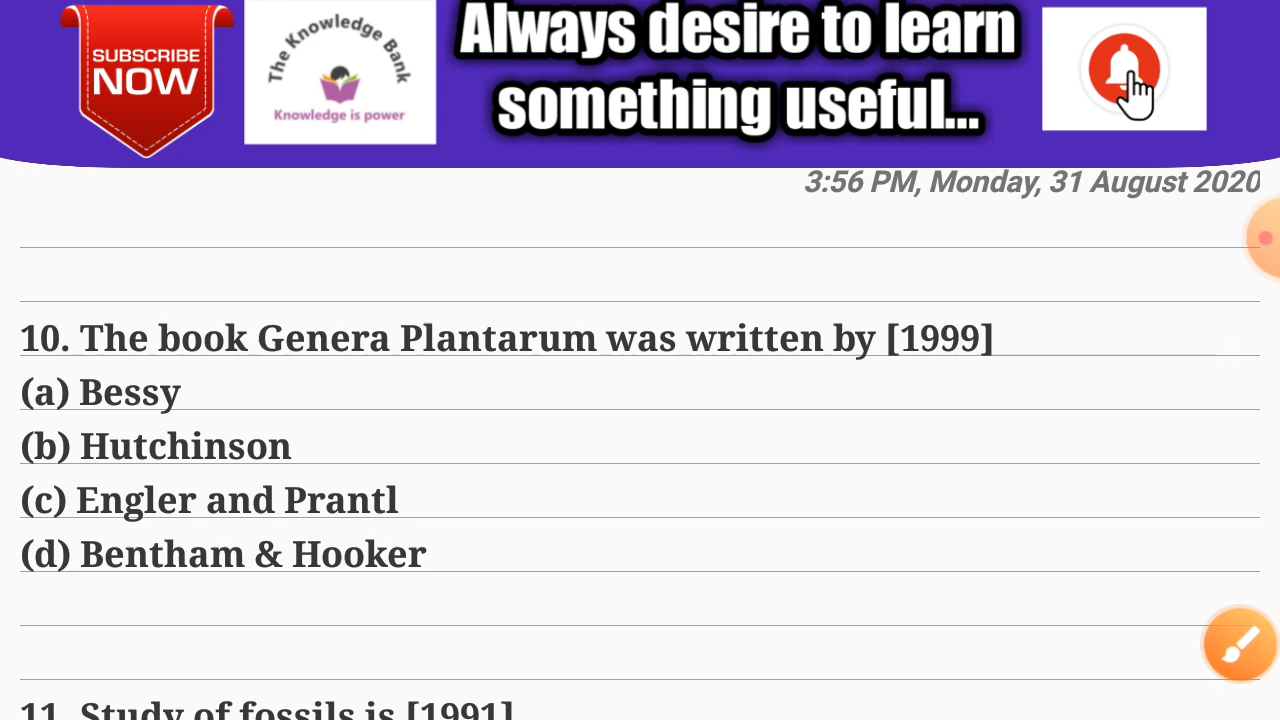 SUBSCRIBE
NOW
The Knowledge Bank
Knowledge is power
Always desire to learn
something useful...
3:56 PM, Monday, 31 August 2020
10. The book Genera Plantarum was written by [1999]
(a) Bessy
(b) Hutchinson
(c) Engler and Prantl
(d) Bentham & Hooker
11. Study of fossils is [1991]